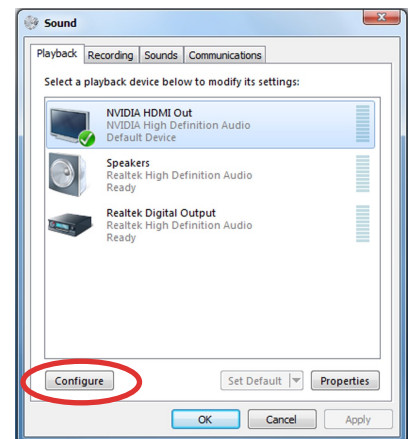 Sound
Playback Recording Sounds Communications
Select a playback device below to modify its settings:
NVIDIA HDMI Out
NVIDIA High Definition Audio
Default Device
Speakers
Realtek High Definition Audio
Ready
Realtek Digital Output
Realtek High Definition Audio
Ready
Configure Set Default Properties
OK Cancel Apply